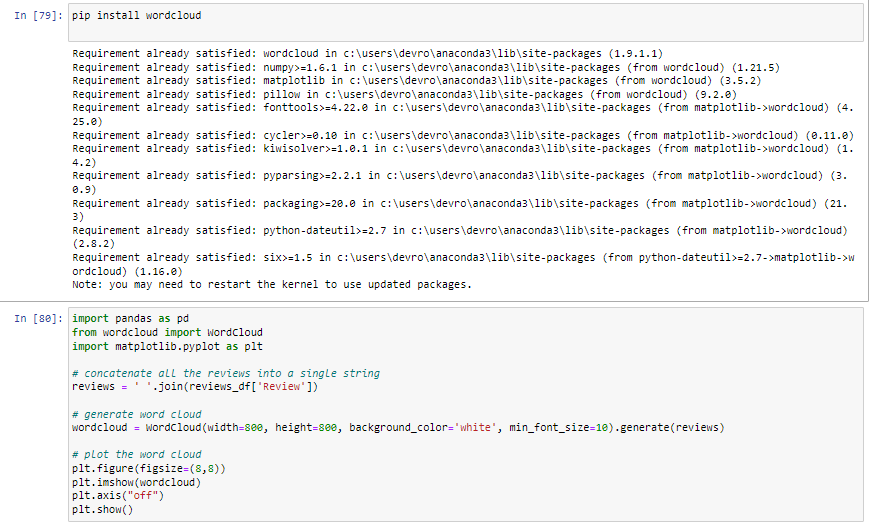 In [79]: pip install wordcloud
Requirement already satisfied: wordcloud in c:\users\devro\anaconda3\lib\site-packages (1.9.1.1)
Requirement already satisfied: numpy>=1.6.1 in c:\users\devro\anaconda3\lib\site-packages (from wordcloud) (1.21.5)
Requirement already satisfied: matplotlib in c:\users\devro\anaconda3\lib\site-packages (from wordcloud) (3.5.2)
Requirement already satisfied: pillow in c:\users\devro\anaconda3\lib\site-packages (from wordcloud) (9.2.0)
Requirement already satisfied: fonttools>=4.22.0 in c:\users\devro\anaconda3\lib\site-packages (from matplotlib->wordcloud) (4.
25.0)
Requirement already satisfied: cycler>=0.10 in c:\users\devro\anaconda3\lib\site-packages (from matplotlib->wordcloud) (0.11.0)
Requirement already satisfied: kiwisolver>=1.0.1 in c:\users\devro\anaconda3\lib\site-packages (from matplotlib->wordcloud) (1.
4.2)
Requirement already satisfied: pyparsing>=2.2.1 in c:\users\devro\anaconda3\lib\site-packages (from matplotlib->wordcloud) (3.
0.9)
Requirement already satisfied: packaging>=20.0 in c:\users\devro\anaconda3\lib\site-packages (from matplotlib->wordcloud) (21.
3)
Requirement already satisfied: python-dateutil>=2.7 in c:\users\devro\anaconda3\lib\site-packages (from matplotlib->wordcloud)
(2.8.2)
Requirement already satisfied: six>=1.5 in c:\users\devro\anaconda3\lib\site-packages (from python-dateutil>=2.7->matplotlib->w
ordcloud) (1.16.0)
Note: you may need to restart the kernel to use updated packages.
In [80]: import pandas as pd
from wordcloud import WordCloud
import matplotlib.pyplot as plt
# concatenate all the reviews into a single string
reviews = ' '.join(reviews_df['Review'])
# generate word cloud
wordcloud = WordCloud(width=800, height=800, background_color='white', min_font_size=10).generate(reviews)
# plot the word cloud
plt.figure(figsize=(8,8))
plt.imshow(wordcloud)
plt.axis("off")
plt.show()